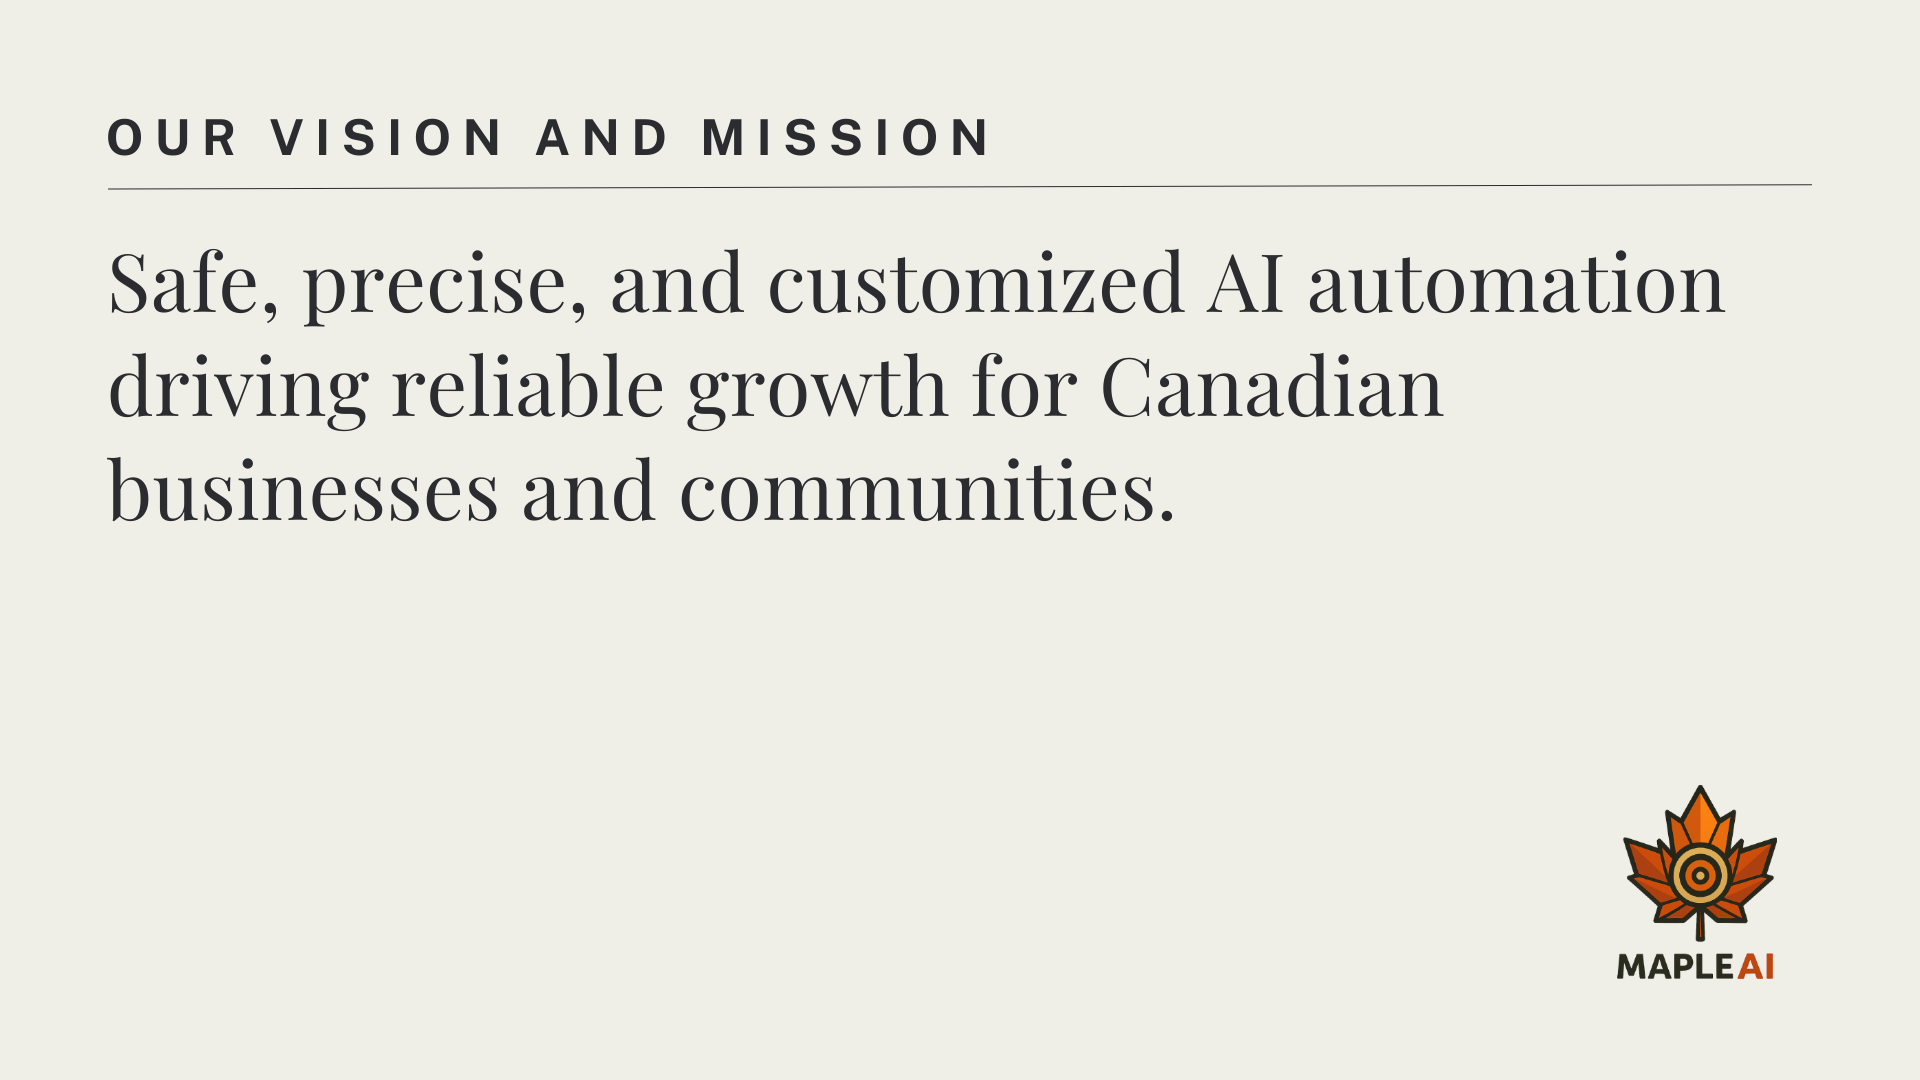 OUR VISION AND MISSION
Safe, precise, and customized AI automation
driving reliable growth for Canadian
businesses and communities.
MAPLEAI